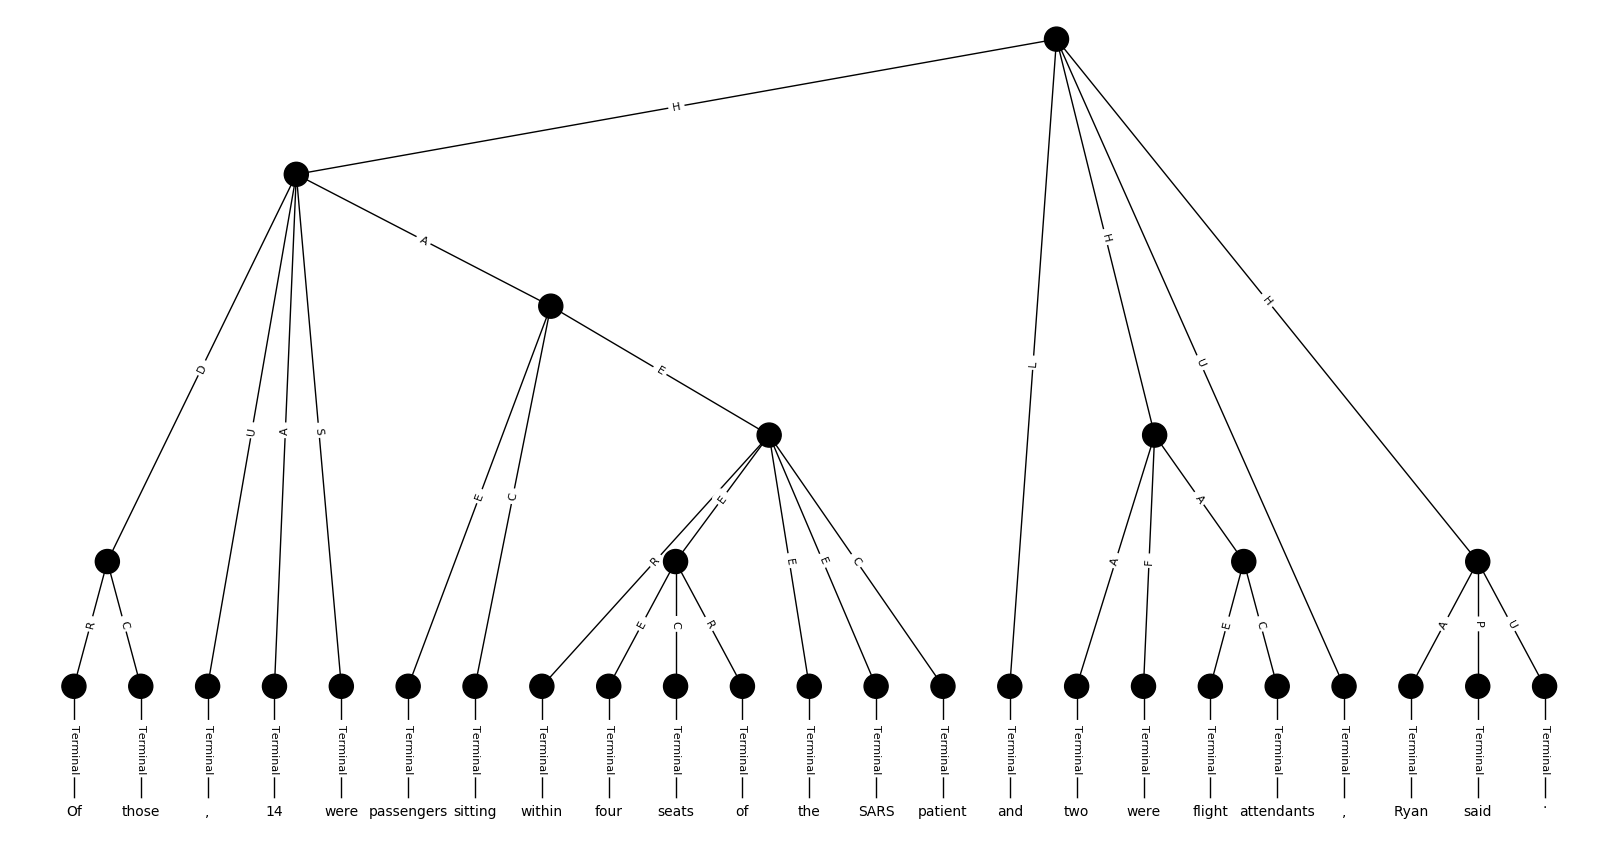 H
A
H
D
H
E
L
U
U
A
S
E
C
E
A
R
E
E
C
A
F
R
C
E
C
R
E
C
A
P
U
Terminal Terminal Terminal Terminal Terminal Terminal Terminal Terminal Terminal Terminal Terminal Terminal Terminal Terminal Terminal Terminal Terminal Terminal Terminal Terminal Terminal Terminal Terminal
Of those , 14 were passengers sitting within four seats of the SARS patient and two were flight attendants , Ryan said .